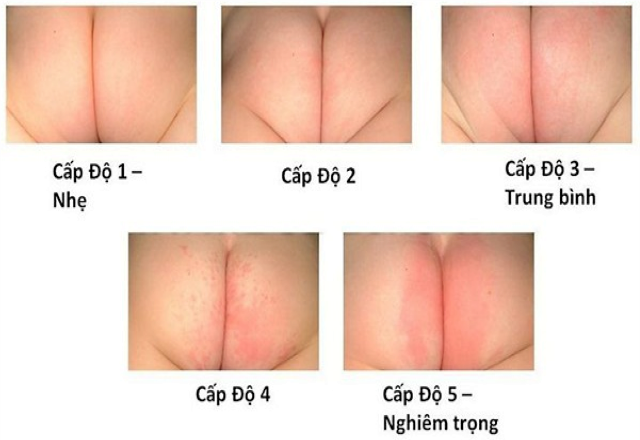 Cấp Độ 1 –
Nhẹ
Cấp Độ 2
Cấp Độ 3 –
Trung bình
Cấp Độ 4
Cấp Độ 5 –
Nghiêm trọng